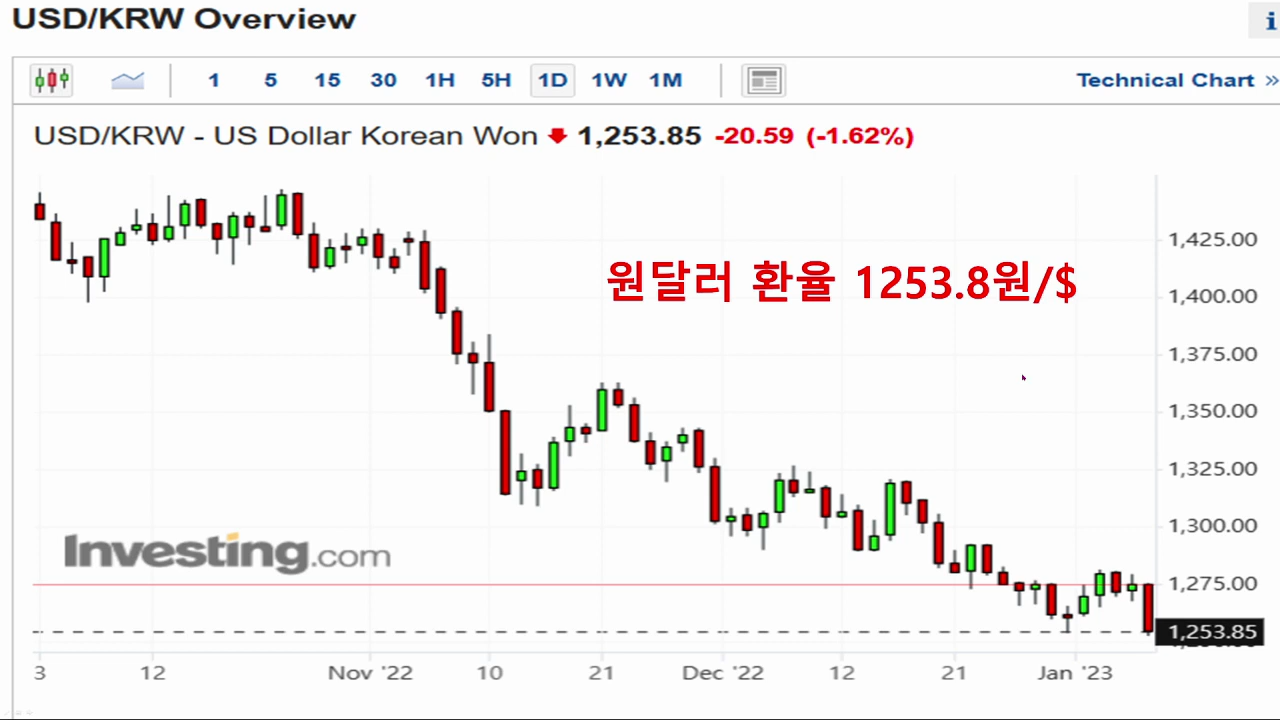 USD/KRW Overview
i
1 5 15 30 1H 5H 1D 1W 1M Technical Chart »
USD/KRW - US Dollar Korean Won 1,253.85 -20.59 (-1.62%)
1,425.00
원달러 환율 1253.8원/$
1,400.00
1,375.00
1,350.00
1,325.00
1,300.00
Investing.com
1,275.00
1,253.85
3 12 Nov '22 10 21 Dec '22 12 21 Jan '23